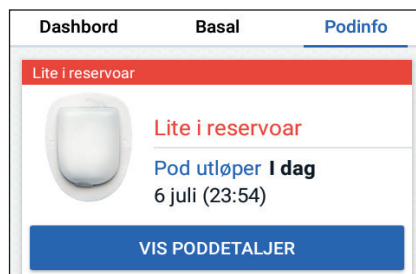 Dashbord Basal Podinfo
Lite i reservoar
Lite i reservoar
Pod utløper I dag
6 juli (23:54)
VIS PODDETALJER